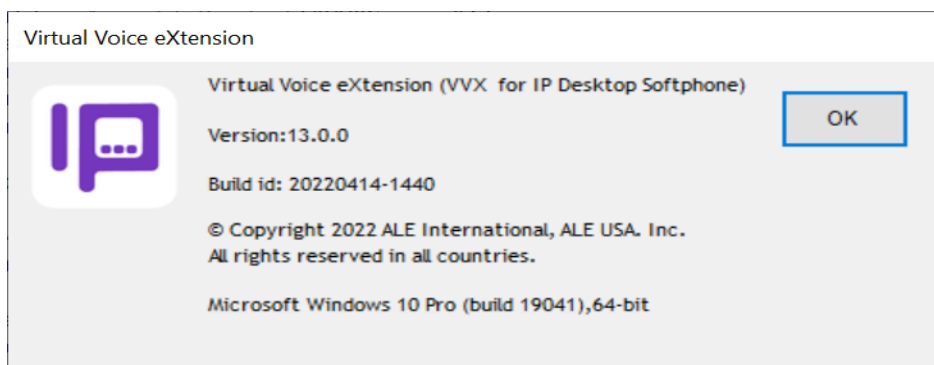 Virtual Voice eXtension
Virtual Voice eXtension (VVX  for IP Desktop Softphone)
OK
Version:13.0.0
Build id: 20220414-1440
© Copyright 2022 ALE International, ALE USA. Inc.
All rights reserved in all countries.
Microsoft Windows 10 Pro (build 19041),64-bit